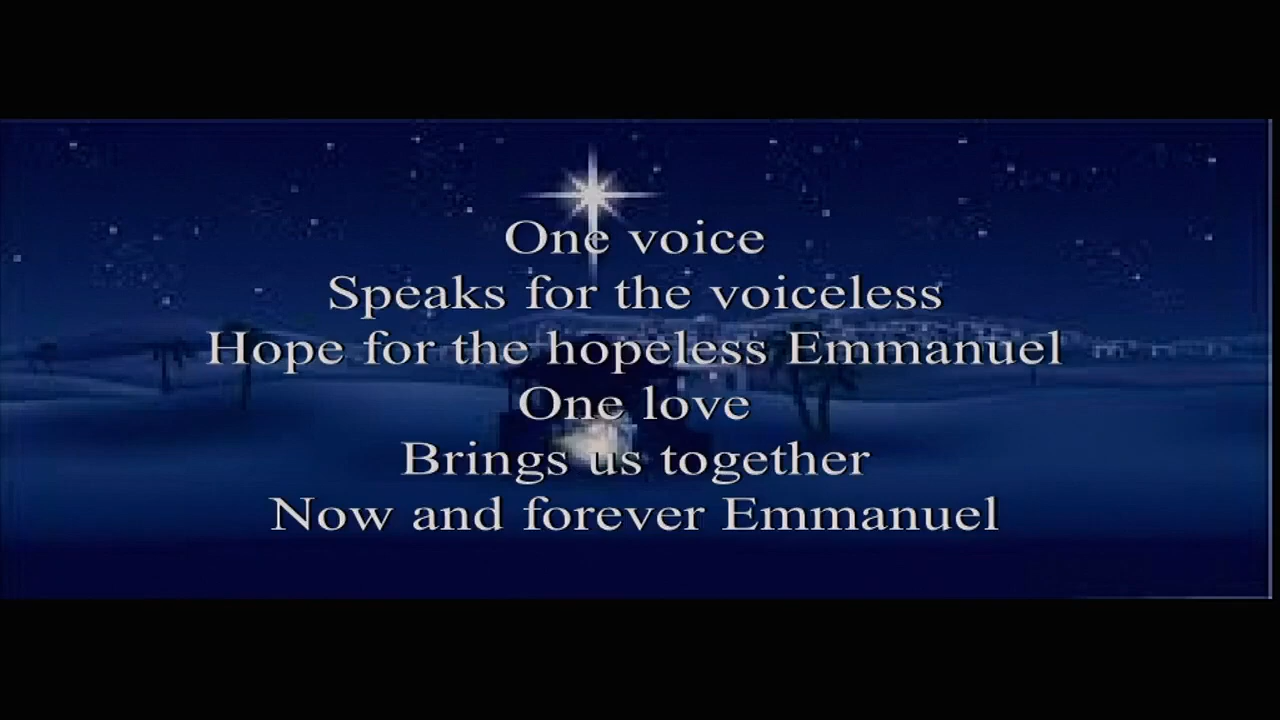 One voice
Speaks for the voiceless
Hope for the hopeless Emmanuel
One love
Brings us together
Now and forever Emmanuel